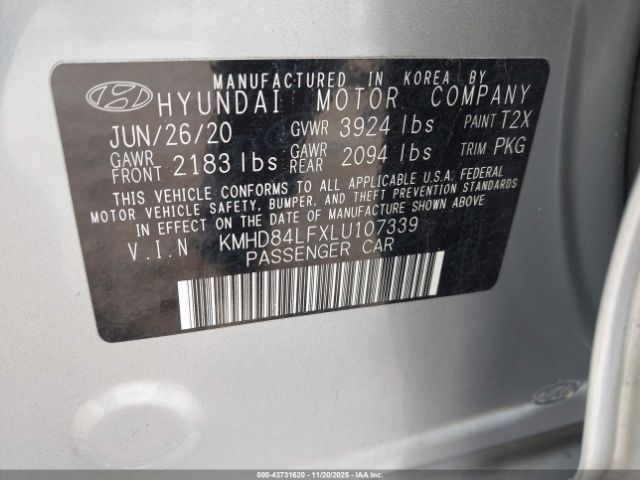 MANUFACTURED IN KOREA BY
HYUNDAI MOTOR COMPANY
JUN/26/20 GVWR 3924 lbs PAINT T2X
GAWR FRONT 2183 lbs GAWR REAR 2094 lbs TRIM PKG
THIS VEHICLE CONFORMS TO ALL APPLICABLE U.S.A. FEDERAL
MOTOR VEHICLE SAFETY, BUMPER, AND THEFT PREVENTION STANDARDS
IN EFFECT ON THE DATE OF MANUFACTURE SHOWN ABOVE
V.I.N KMHD84LFXLU107339
PASSENGER CAR
000-43731620 - 11/20/2025 - IAAI.COM